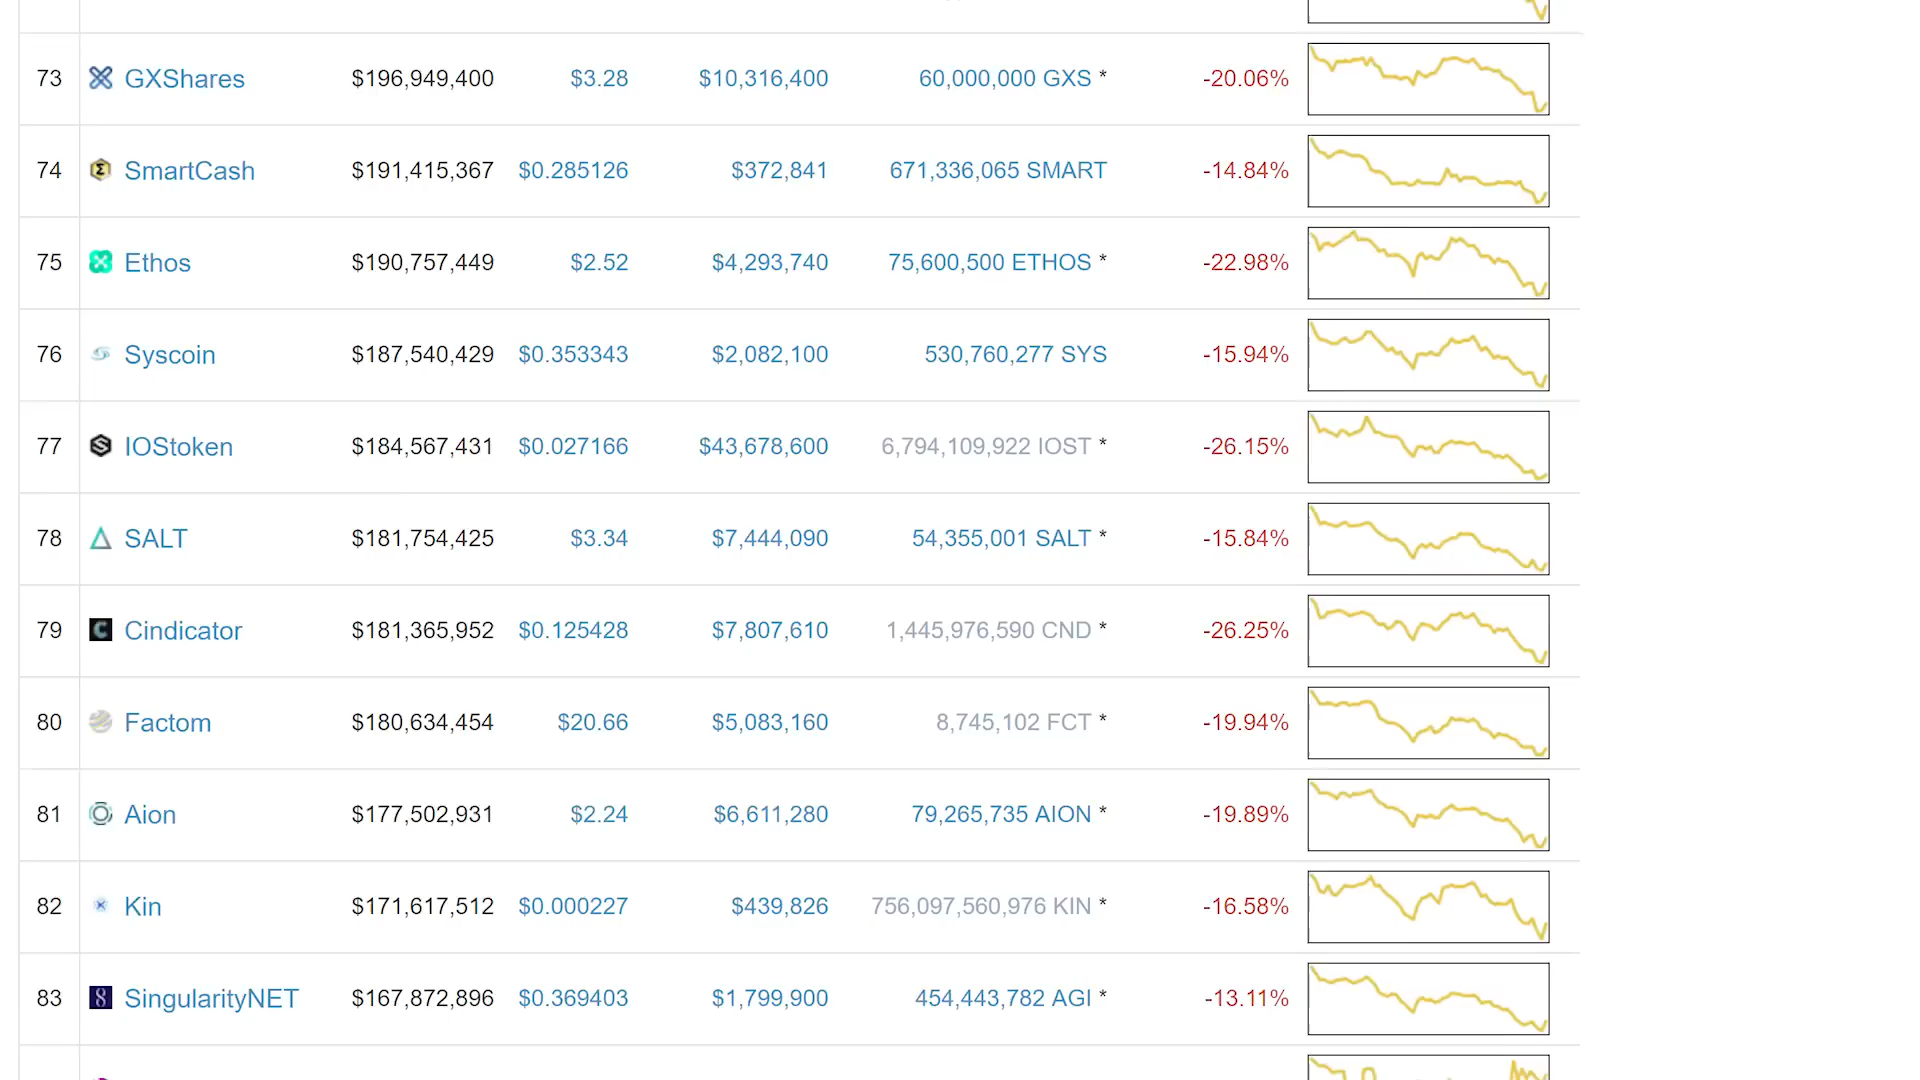 73 GXShares $196,949,400 $3.28 $10,316,400 60,000,000 GXS * -20.06%
74 SmartCash $191,415,367 $0.285126 $372,841 671,336,065 SMART -14.84%
75 Ethos $190,757,449 $2.52 $4,293,740 75,600,500 ETHOS * -22.98%
76 Syscoin $187,540,429 $0.353343 $2,082,100 530,760,277 SYS -15.94%
77 IOStoken $184,567,431 $0.027166 $43,678,600 6,794,109,922 IOST * -26.15%
78 SALT $181,754,425 $3.34 $7,444,090 54,355,001 SALT * -15.84%
79 Cindicator $181,365,952 $0.125428 $7,807,610 1,445,976,590 CND * -26.25%
80 Factom $180,634,454 $20.66 $5,083,160 8,745,102 FCT * -19.94%
81 Aion $177,502,931 $2.24 $6,611,280 79,265,735 AION * -19.89%
82 Kin $171,617,512 $0.000227 $439,826 756,097,560,976 KIN * -16.58%
83 SingularityNET $167,872,896 $0.369403 $1,799,900 454,443,782 AGI * -13.11%